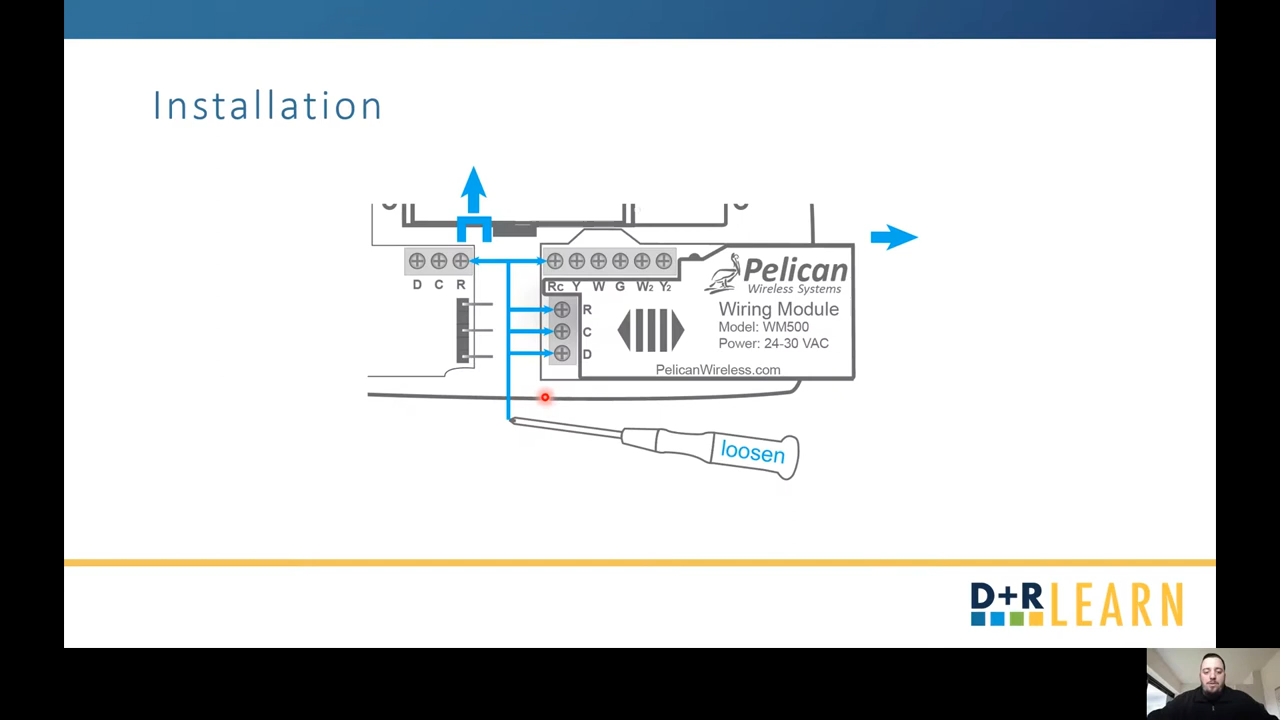 Installation
D C R
Rc Y W G W2 Y2
R
C
D
Pelican
Wireless Systems
Wiring Module
Model: WM500
Power: 24-30 VAC
PelicanWireless.com
loosen
D+R LEARN